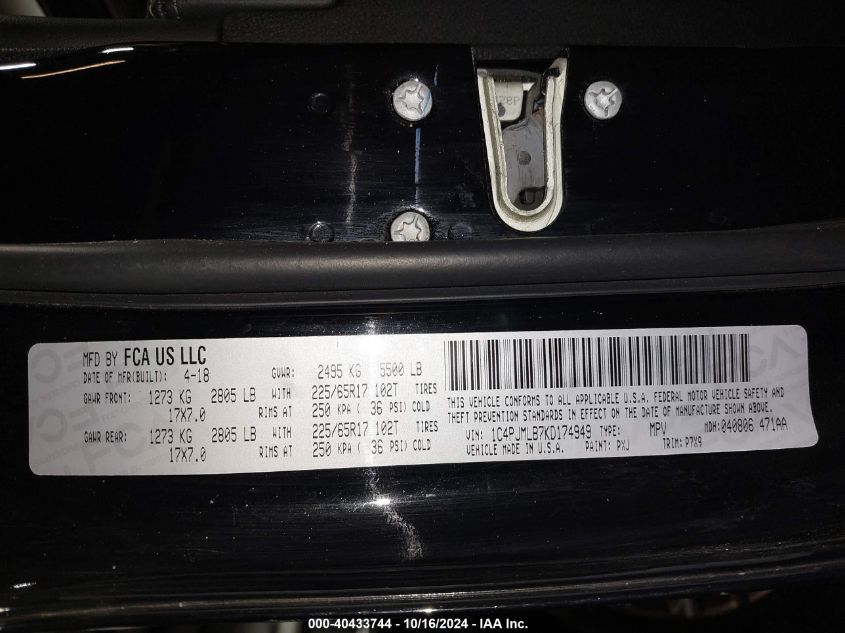 MFD BY FCA US LLC
DATE OF MFR(BUILT): 4-18 GVWR: 2495 KG 5500 LB
GAWR FRONT: 1273 KG 2805 LB WITH 225/65R17 102T TIRES
17X7.0 RIMS AT 250 KPA ( 36 PSI) COLD
GAWR REAR: 1273 KG 2805 LB WITH 225/65R17 102T TIRES
17X7.0 RIMS AT 250 KPA ( 36 PSI) COLD
THIS VEHICLE CONFORMS TO ALL APPLICABLE U.S.A. FEDERAL MOTOR VEHICLE SAFETY AND
THEFT PREVENTION STANDARDS IN EFFECT ON THE DATE OF MANUFACTURE SHOWN ABOVE.
VIN: 1C4PJMLB7KD174949 TYPE: MPV MDH: 040806 471AA
VEHICLE MADE IN U.S.A. PAINT: PXJ TRIM: P7X9
000-40433744 - 10/16/2024 - IAA Inc.